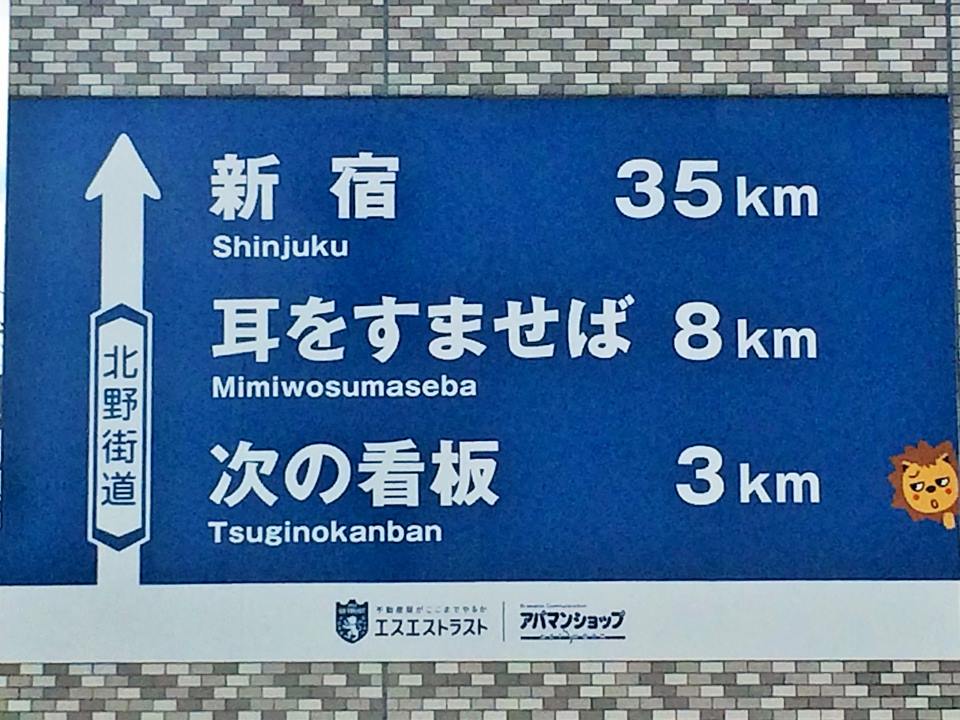 新宿 35km
Shinjuku
耳をすませば 8km
Mimiwosumaseba
次の看板 3km
Tsuginokanban
北野街道
不動産屋がここまでやるか
エスエストラスト
アパマンショップ